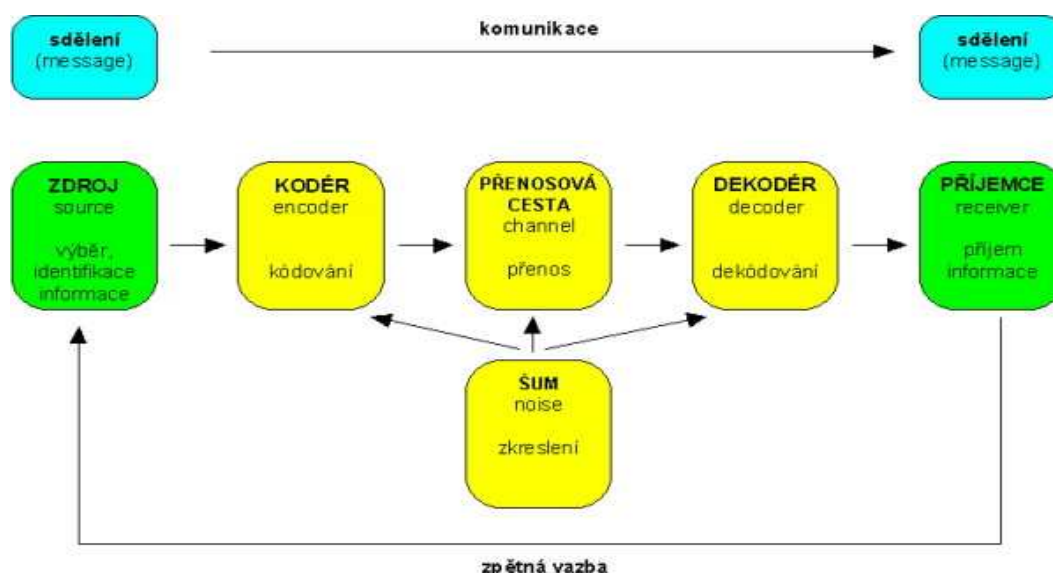 sdělení
(message)
komunikace
sdělení
(message)
ZDROJ
source
výběr,
identifikace
informace
KODÉR
encoder
kódování
PŘENOSOVÁ
CESTA
channel
přenos
DEKODÉR
decoder
dekódování
PŘÍJEMCE
receiver
příjem
informace
ŠUM
noise
zkreslení
zpětná vazba